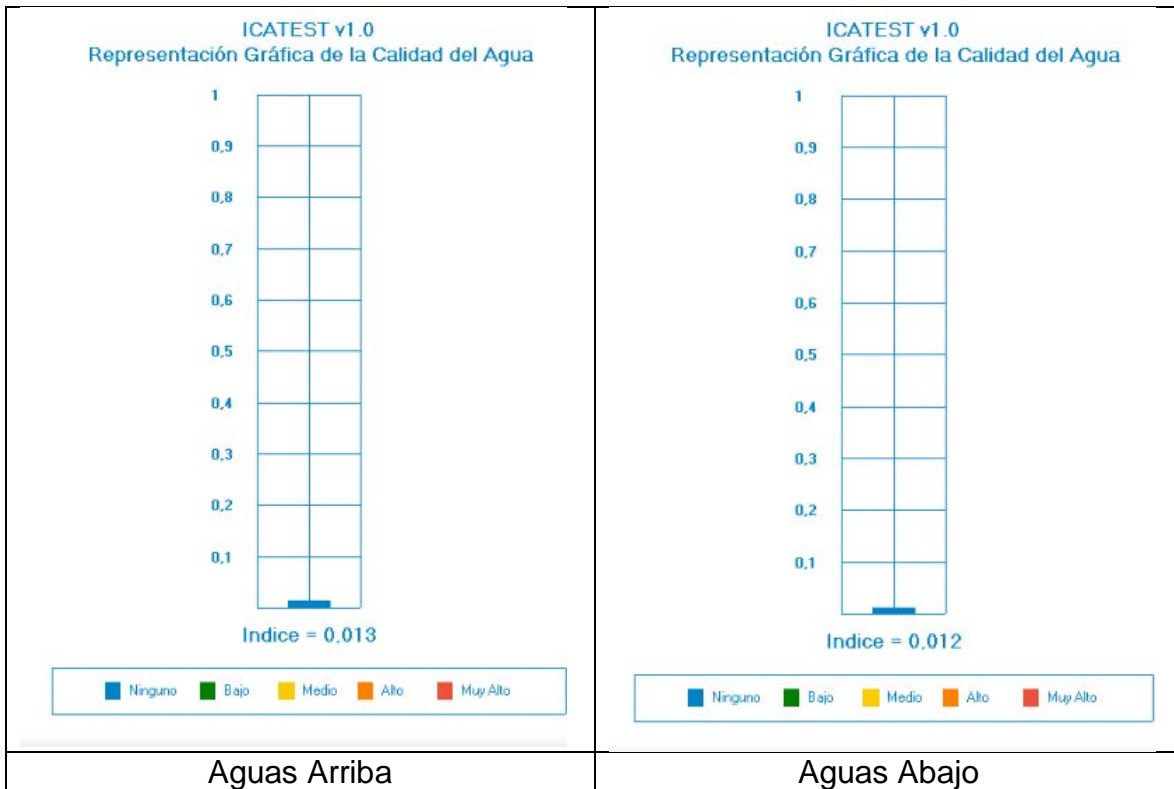 ICATEST v1.0
Representación Gráfica de la Calidad del Agua
1
0,9
0,8
0,7
0,6
0,5
0,4
0,3
0,2
0,1
Indice = 0,013
Ninguno Bajo Medio Alto Muy Alto
Aguas Arriba
ICATEST v1.0
Representación Gráfica de la Calidad del Agua
1
0,9
0,8
0,7
0,6
0,5
0,4
0,3
0,2
0,1
Indice = 0,012
Ninguno Bajo Medio Alto Muy Alto
Aguas Abajo